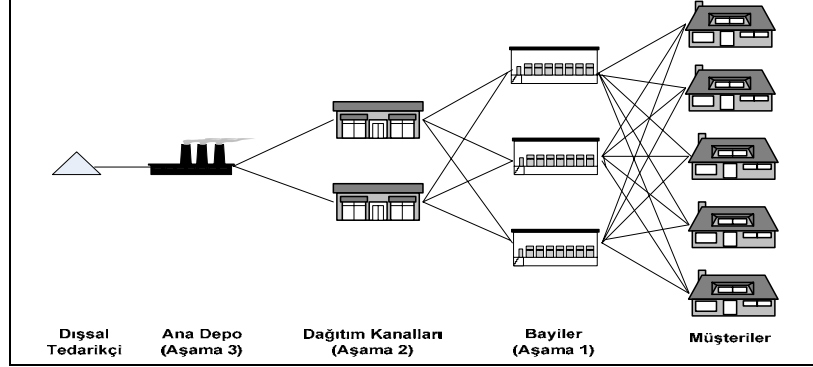 Dışsal
Tedarikçi
Ana Depo
(Aşama 3)
Dağıtım Kanalları
(Aşama 2)
Bayiler
(Aşama 1)
Müşteriler